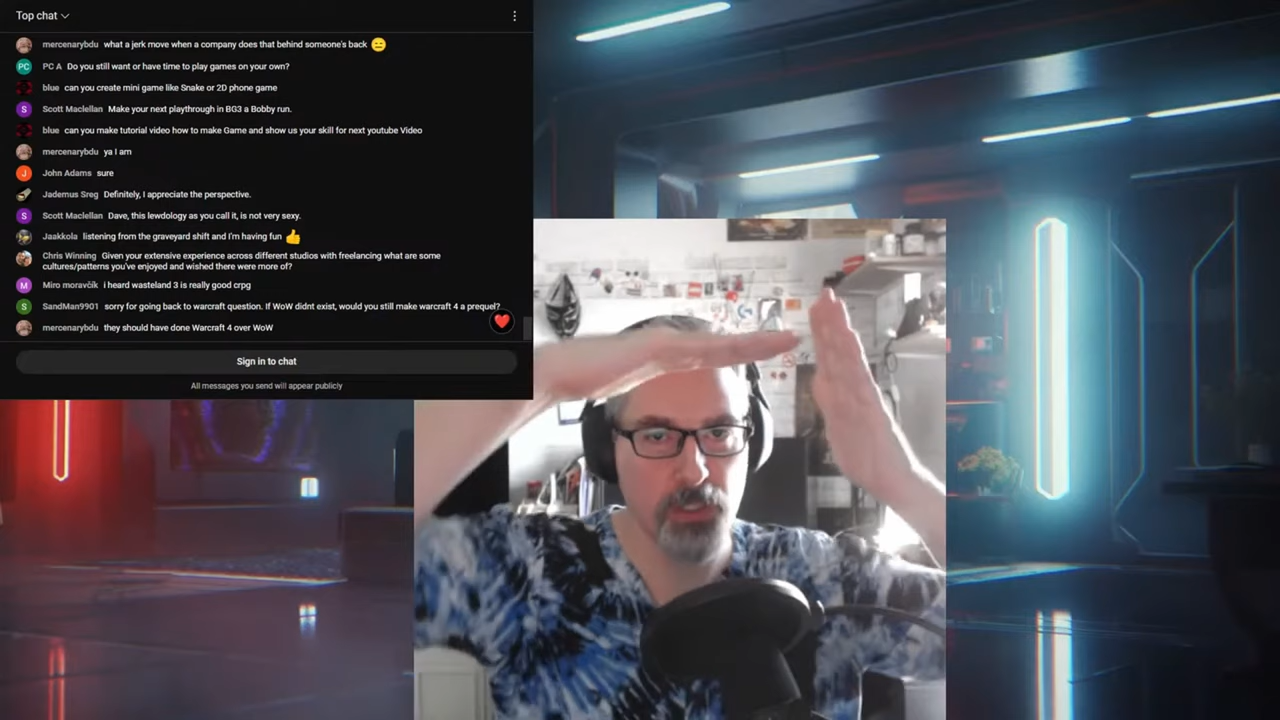 Top chat
mercenarybdu what a jerk move when a company does that behind someone's back
PC PC A Do you still want or have time to play games on your own?
blue can you create mini game like Snake or 2D phone game
S Scott Maclellan Make your next playthrough in BG3 a Bobby run.
blue can you make tutorial video how to make Game and show us your skill for next youtube Video
mercenarybdu ya I am
J John Adams sure
Jademus Sreg Definitely, I appreciate the perspective.
S Scott Maclellan Dave, this lewdology as you call it, is not very sexy.
Jaakkola listening from the graveyard shift and I'm having fun
Chris Winning Given your extensive experience across different studios with freelancing what are some
cultures/patterns you've enjoyed and wished there were more of?
M Miro moravčík i heard wasteland 3 is really good crpg
S SandMan9901 sorry for going back to warcraft question. If WoW didnt exist, would you still make warcraft 4 a prequel?
mercenarybdu they should have done Warcraft 4 over WoW
Sign in to chat
All messages you send will appear publicly